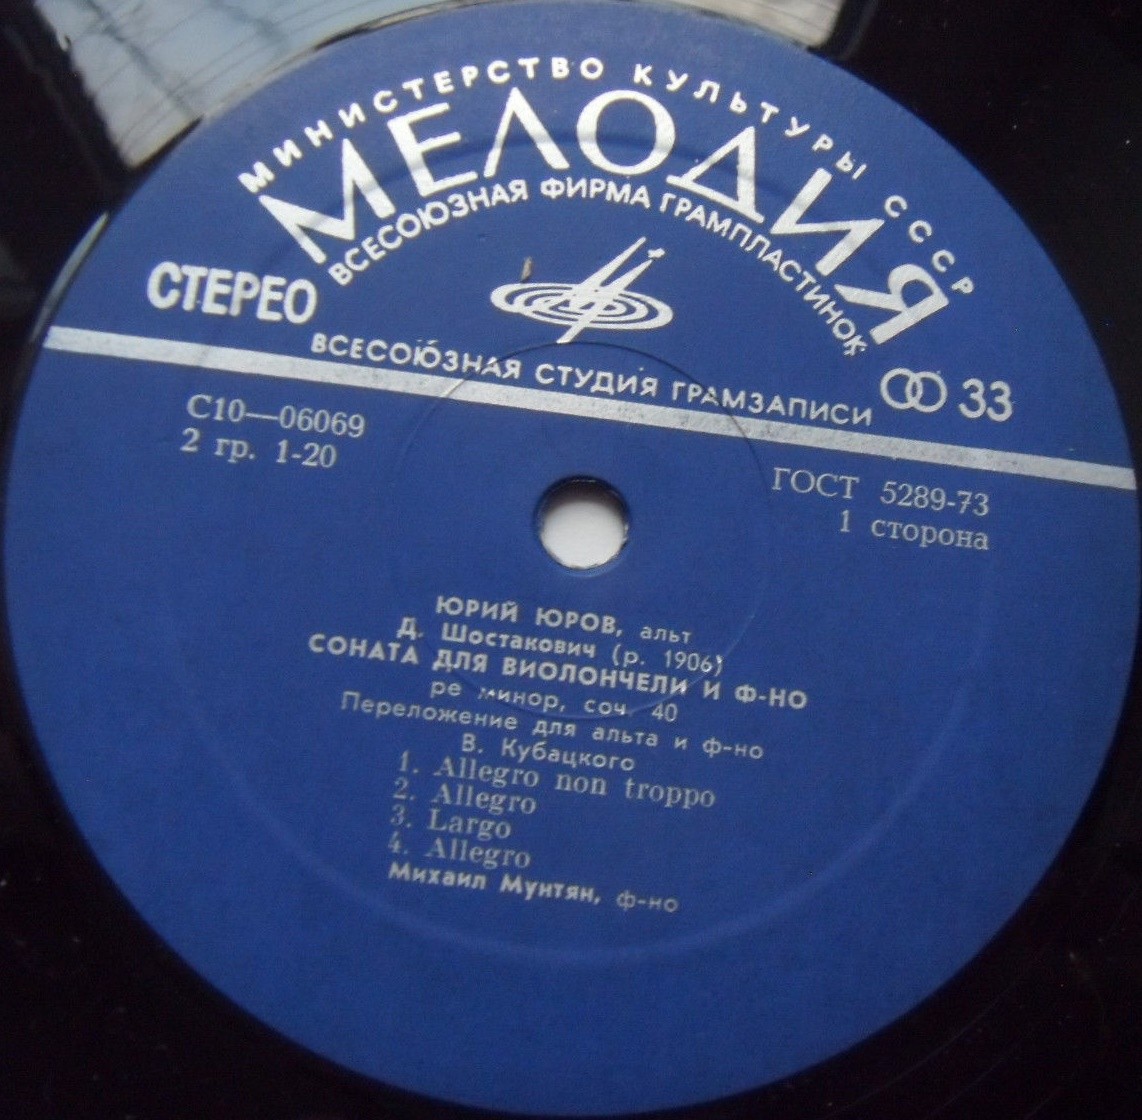 МИНИСТЕРСТВО КУЛЬТУРЫ СССР
МЕЛОДИЯ
ВСЕСОЮЗНАЯ ФИРМА ГРАМПЛАСТИНОК
СТЕРЕО
ВСЕСОЮЗНАЯ СТУДИЯ ГРАМЗАПИСИ
33
С10—06069
2 гр. 1-20
ГОСТ 5289-73
1 сторона
ЮРИЙ ЮРОВ, альт
Д. Шостакович (р. 1906)
СОНАТА ДЛЯ ВИОЛОНЧЕЛИ И Ф-НО
ре минор, соч. 40
Переложение для альта и ф-но
В. Кубацкого
1. Allegro non troppo
2. Allegro
3. Largo
4. Allegro
Михаил Мунтян, ф-но